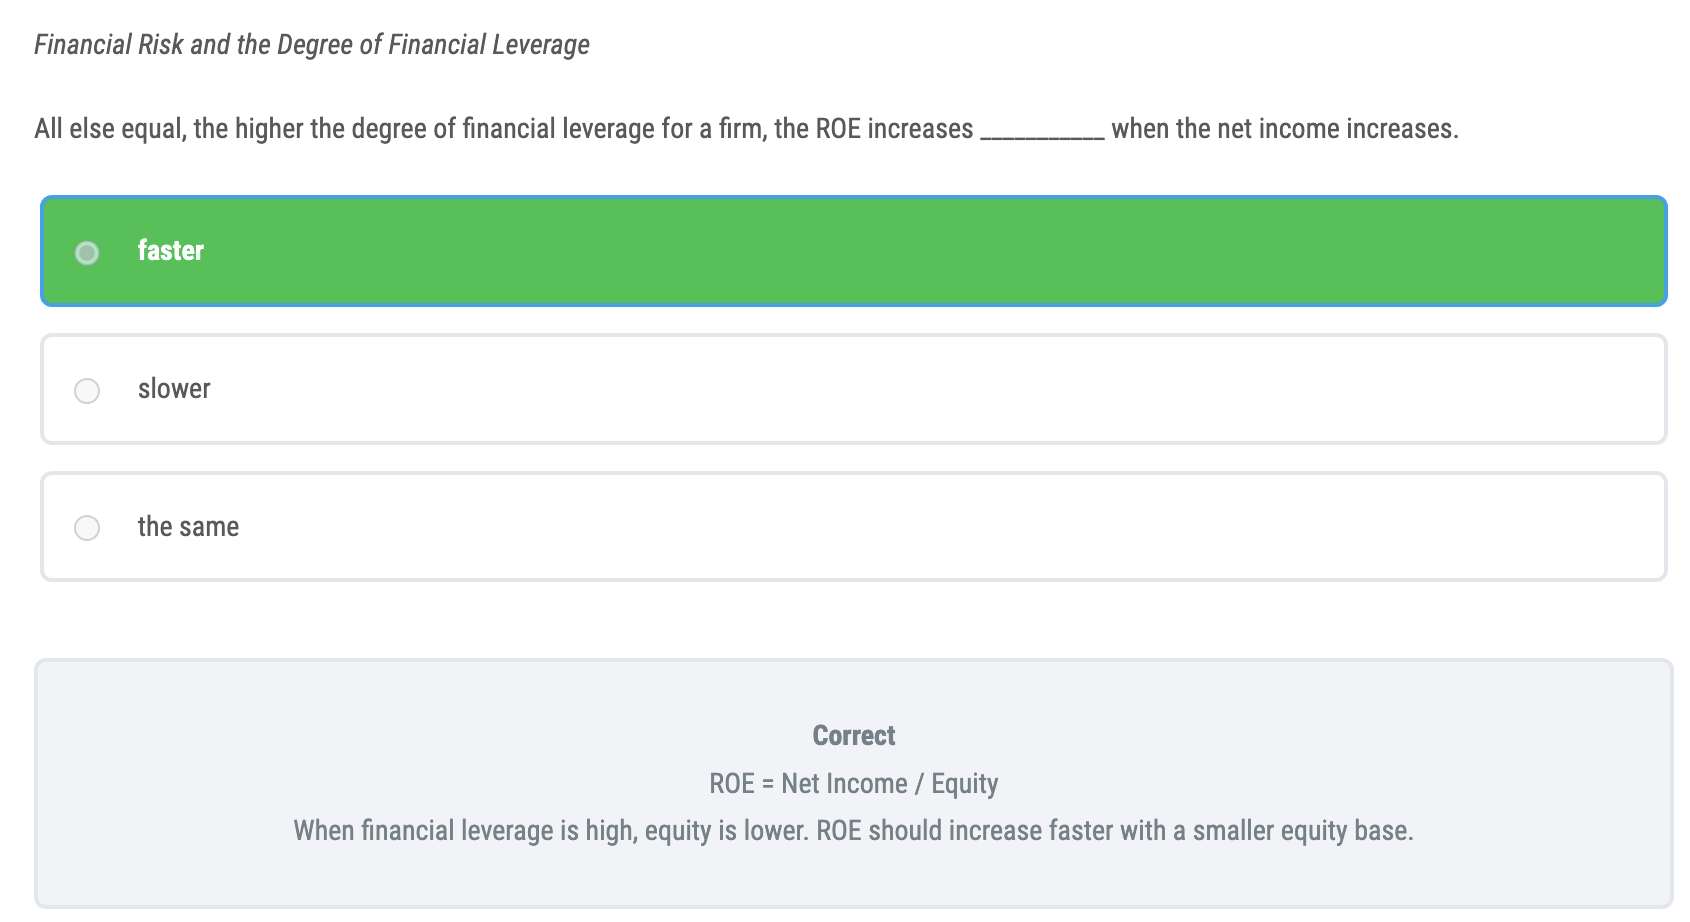 Financial Risk and the Degree of Financial Leverage
All else equal, the higher the degree of financial leverage for a firm, the ROE increases ___________ when the net income increases.
faster
slower
the same
Correct
ROE = Net Income / Equity
When financial leverage is high, equity is lower. ROE should increase faster with a smaller equity base.